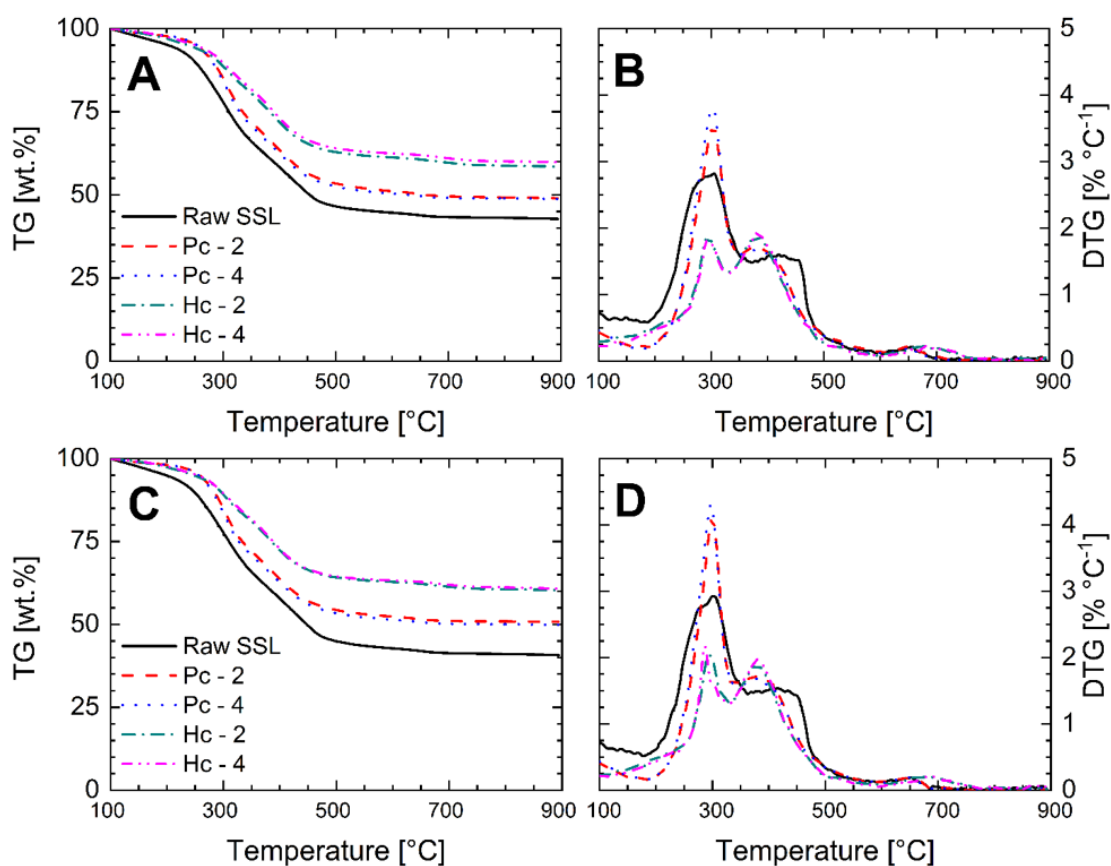 A
TG [wt.%]
100
75
50
25
0
Raw SSL
Pc - 2
Pc - 4
Hc - 2
Hc - 4
100 300 500 700 900
Temperature [°C]
B
5
4
3
2
1
0
DTG [% °C-1]
100 300 500 700 900
Temperature [°C]
C
TG [wt.%]
100
75
50
25
0
Raw SSL
Pc - 2
Pc - 4
Hc - 2
Hc - 4
100 300 500 700 900
Temperature [°C]
D
5
4
3
2
1
0
DTG [% °C-1]
100 300 500 700 900
Temperature [°C]